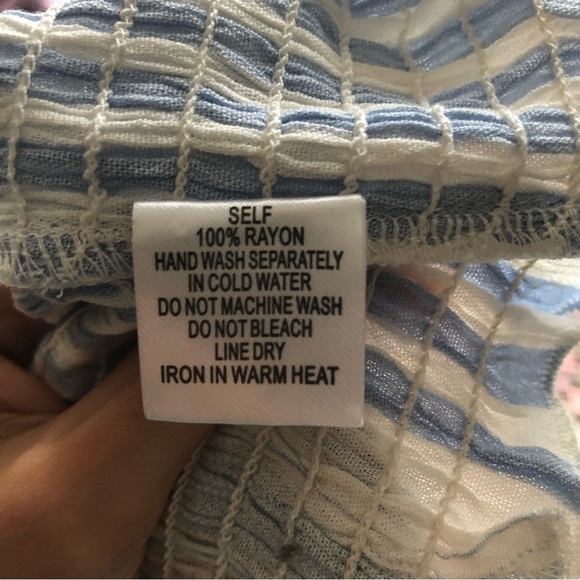 SELF
100% RAYON
HAND WASH SEPARATELY
IN COLD WATER
DO NOT MACHINE WASH
DO NOT BLEACH
LINE DRY
IRON IN WARM HEAT